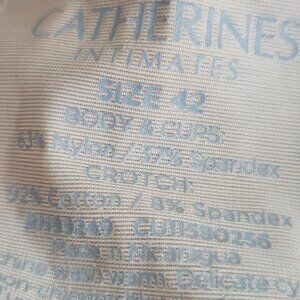 CATHERINES
INTIMATES
SIZE 42
BODY & CUPS:
63% Nylon / 37% Spandex
CROTCH:
92% Cotton / 8% Spandex
Made in Nicaragua
wash warm. Delicate cy